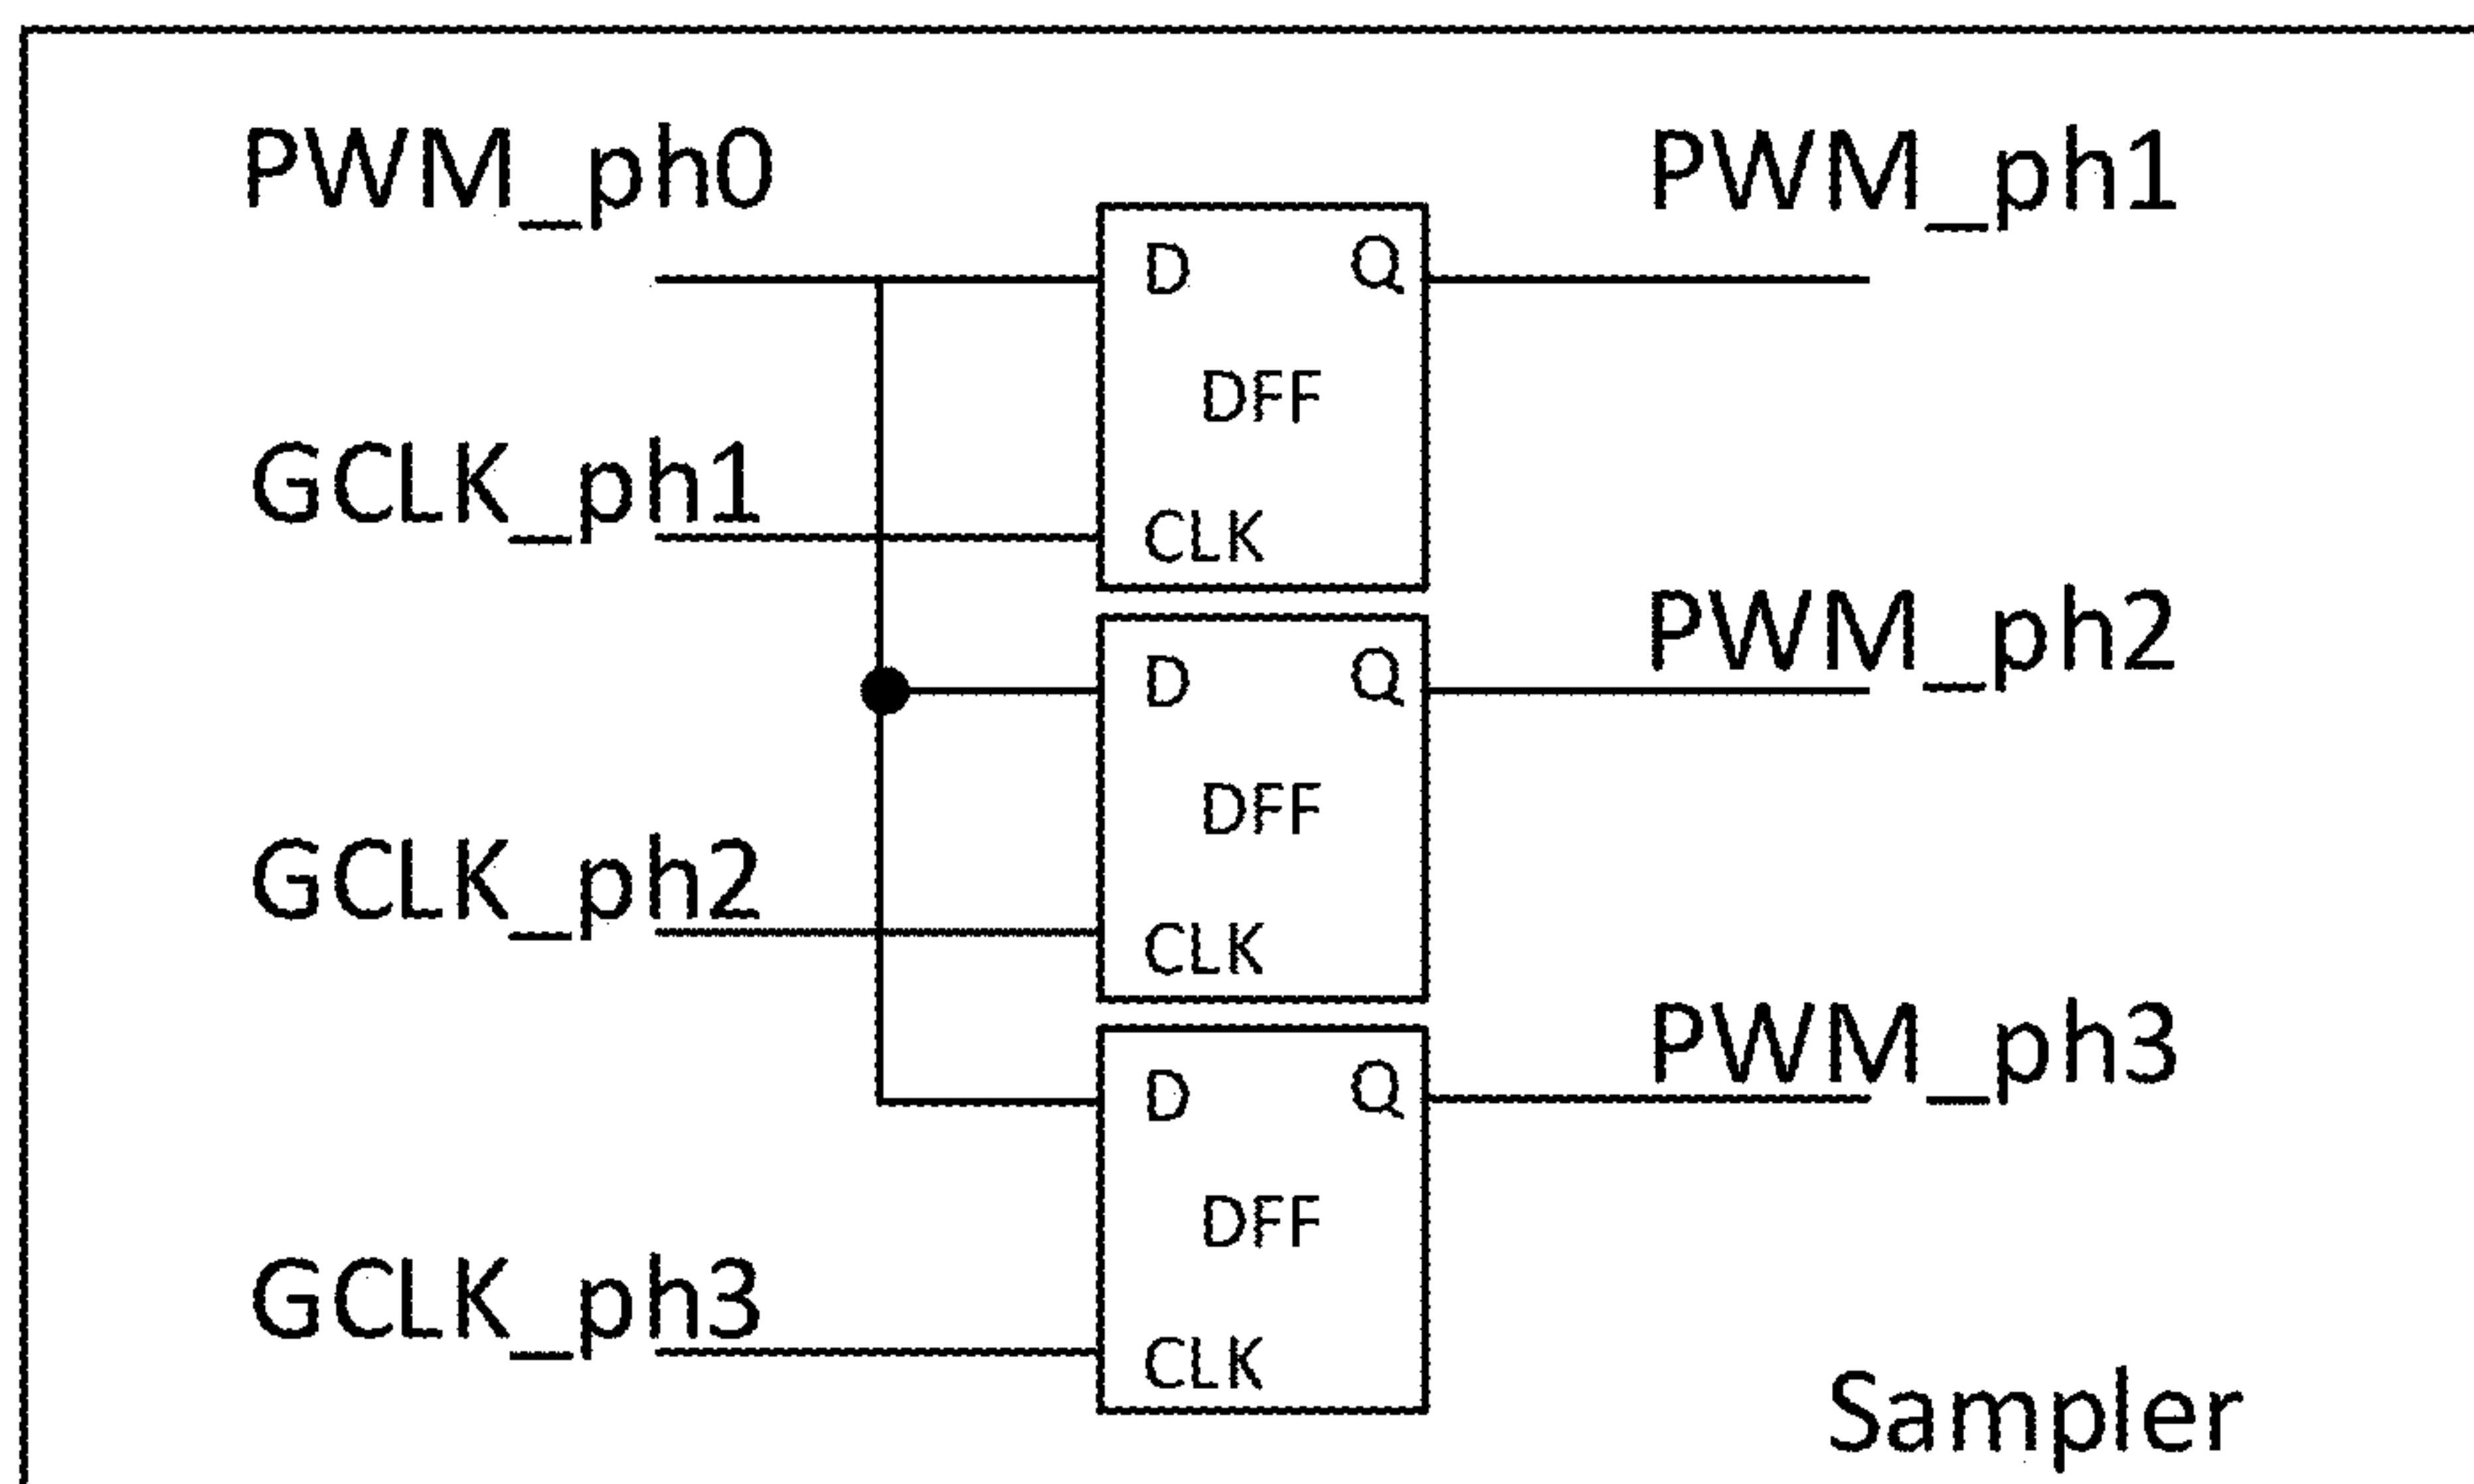 PWM_ph0
PWM_ph1
D Q
DFF
GCLK_ph1
CLK
PWM_ph2
D Q
DFF
GCLK_ph2
CLK
PWM_ph3
D Q
DFF
GCLK_ph3
CLK
Sampler